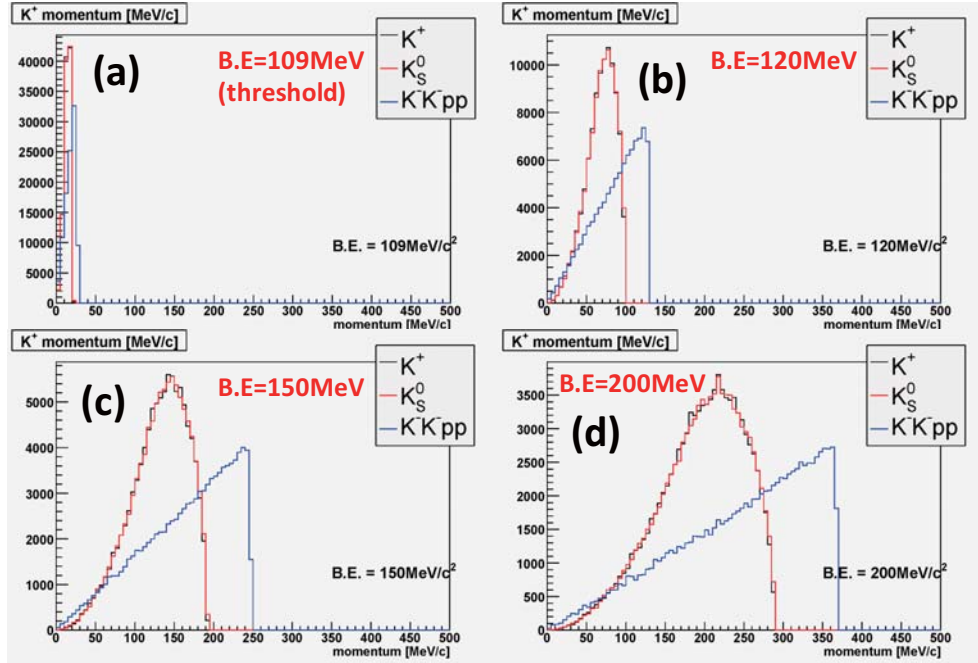 K+ momentum [MeV/c]
(a)
B.E=109MeV
(threshold)
K+
K0S
K-K-pp
40000
35000
30000
25000
20000
15000
10000
5000
0
B.E. = 109MeV/c2
0 50 100 150 200 250 300 350 400 450 500
momentum [MeV/c]
K+ momentum [MeV/c]
(b)
B.E=120MeV
K+
K0S
K-K-pp
10000
8000
6000
4000
2000
0
B.E. = 120MeV/c2
0 50 100 150 200 250 300 350 400 450 500
momentum [MeV/c]
K+ momentum [MeV/c]
(c)
B.E=150MeV
K+
K0S
K-K-pp
5000
4000
3000
2000
1000
0
B.E. = 150MeV/c2
0 50 100 150 200 250 300 350 400 450 500
momentum [MeV/c]
K+ momentum [MeV/c]
B.E=200MeV
(d)
K+
K0S
K-K-pp
3500
3000
2500
2000
1500
1000
500
0
B.E. = 200MeV/c2
0 50 100 150 200 250 300 350 400 450 500
momentum [MeV/c]